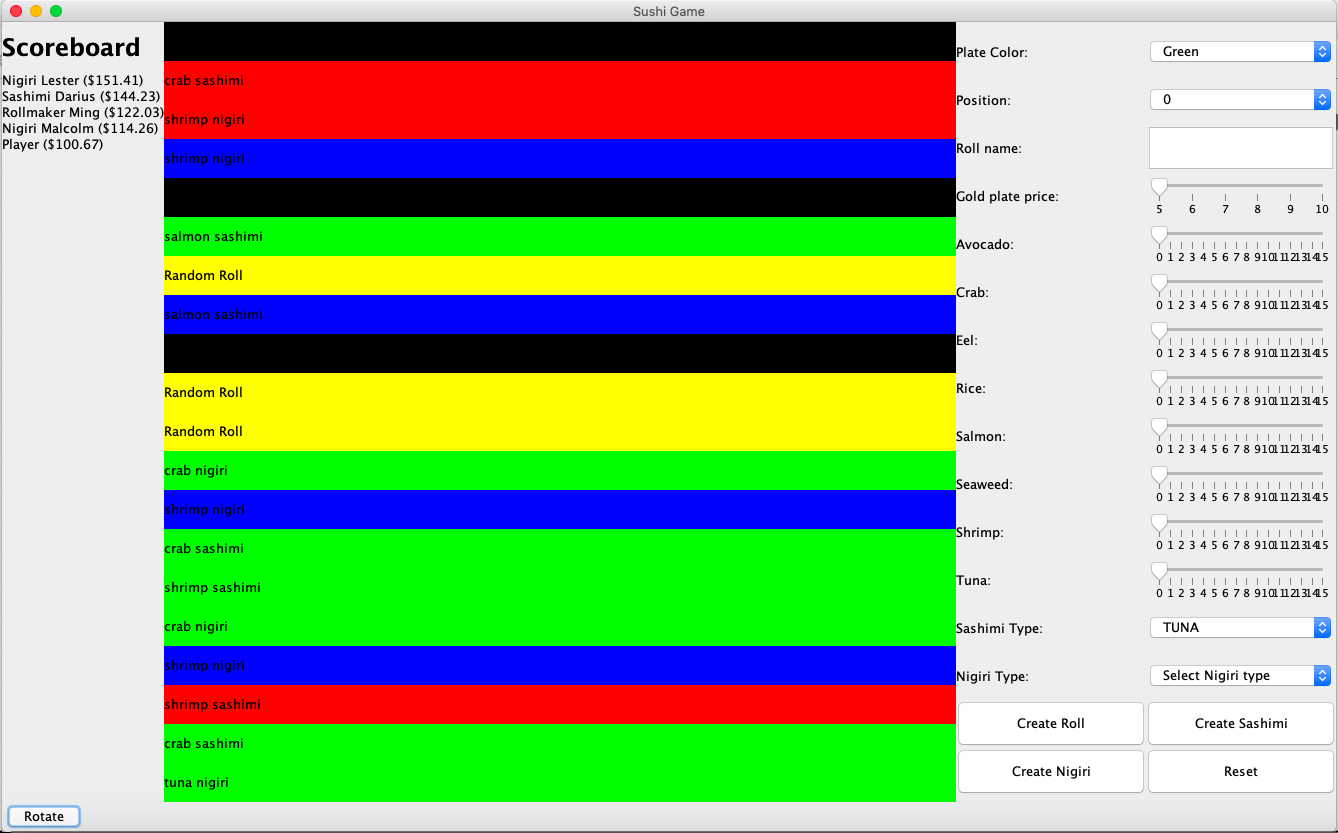 Sushi Game
Scoreboard
Nigiri Lester ($151.41)
Sashimi Darius ($144.23)
Rollmaker Ming ($122.03)
Nigiri Malcolm ($114.26)
Player ($100.67)
crab sashimi
shrimp nigiri
shrimp nigiri
salmon sashimi
Random Roll
salmon sashimi
Random Roll
Random Roll
crab nigiri
shrimp nigiri
crab sashimi
shrimp sashimi
crab nigiri
shrimp nigiri
shrimp sashimi
crab sashimi
tuna nigiri
Plate Color: Green
Position: 0
Roll name:
Gold plate price:
5 6 7 8 9 10
Avocado:
0 1 2 3 4 5 6 7 8 9 10 11 12 13 14 15
Crab:
0 1 2 3 4 5 6 7 8 9 10 11 12 13 14 15
Eel:
0 1 2 3 4 5 6 7 8 9 10 11 12 13 14 15
Rice:
0 1 2 3 4 5 6 7 8 9 10 11 12 13 14 15
Salmon:
0 1 2 3 4 5 6 7 8 9 10 11 12 13 14 15
Seaweed:
0 1 2 3 4 5 6 7 8 9 10 11 12 13 14 15
Shrimp:
0 1 2 3 4 5 6 7 8 9 10 11 12 13 14 15
Tuna:
0 1 2 3 4 5 6 7 8 9 10 11 12 13 14 15
Sashimi Type: TUNA
Nigiri Type: Select Nigiri type
Create Roll Create Sashimi
Create Nigiri Reset
Rotate